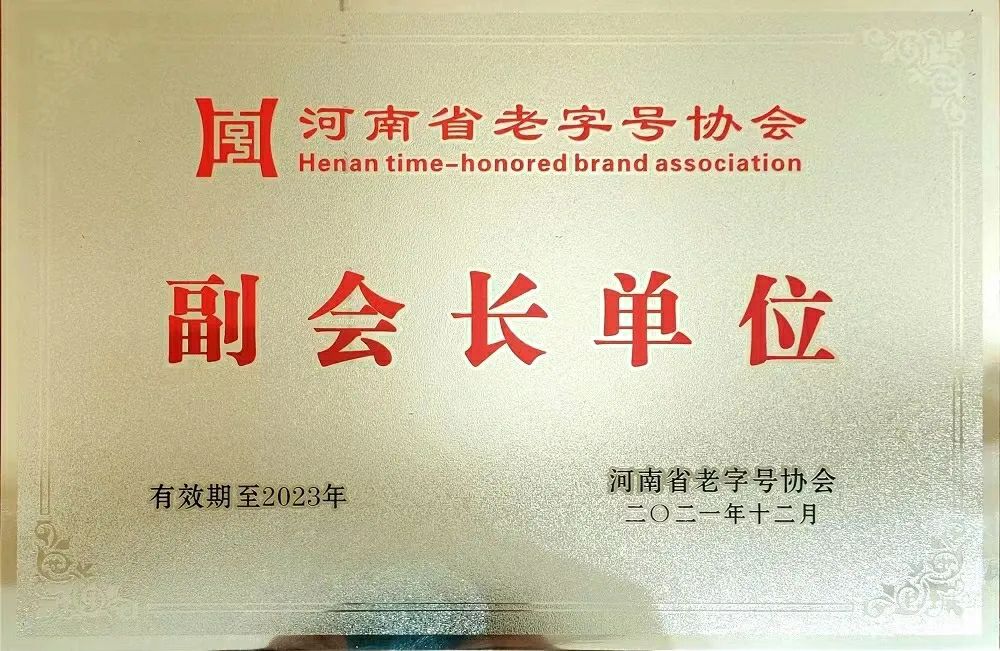 河南省老字号协会
Henan time-honored brand association
副会长单位
有效期至2023年
河南省老字号协会
二〇二一年十二月